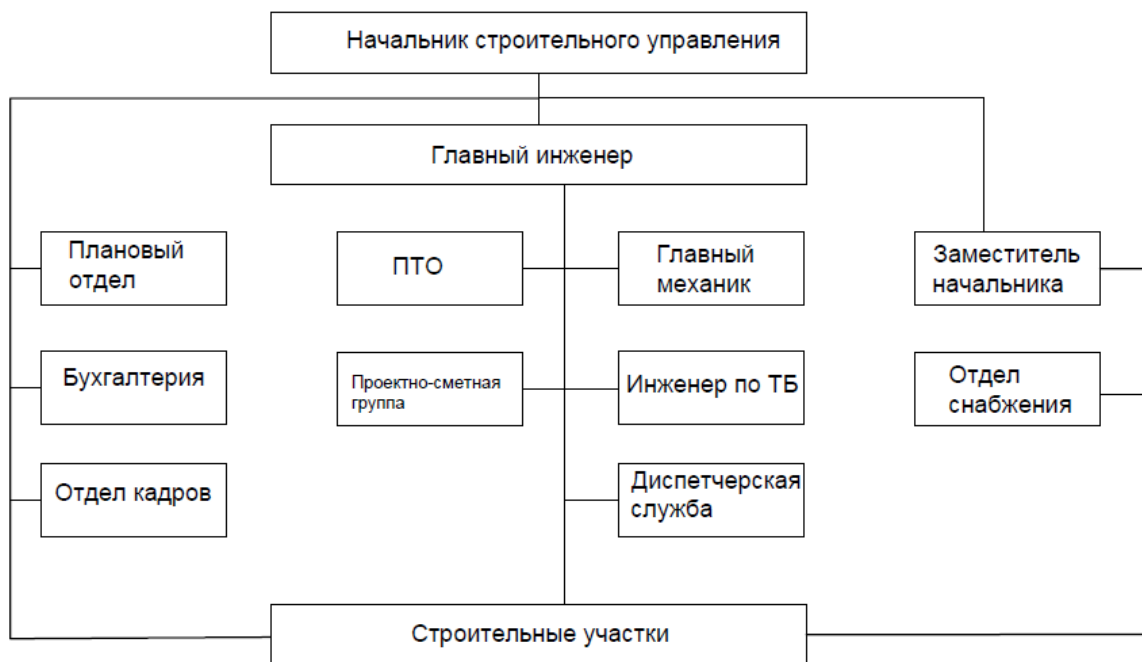 Начальник строительного управления
Главный инженер
Плановый
отдел
ПТО
Главный
механик
Заместитель
начальника
Бухгалтерия
Проектно-сметная
группа
Инженер по ТБ
Отдел
снабжения
Отдел кадров
Диспетчерская
служба
Строительные участки